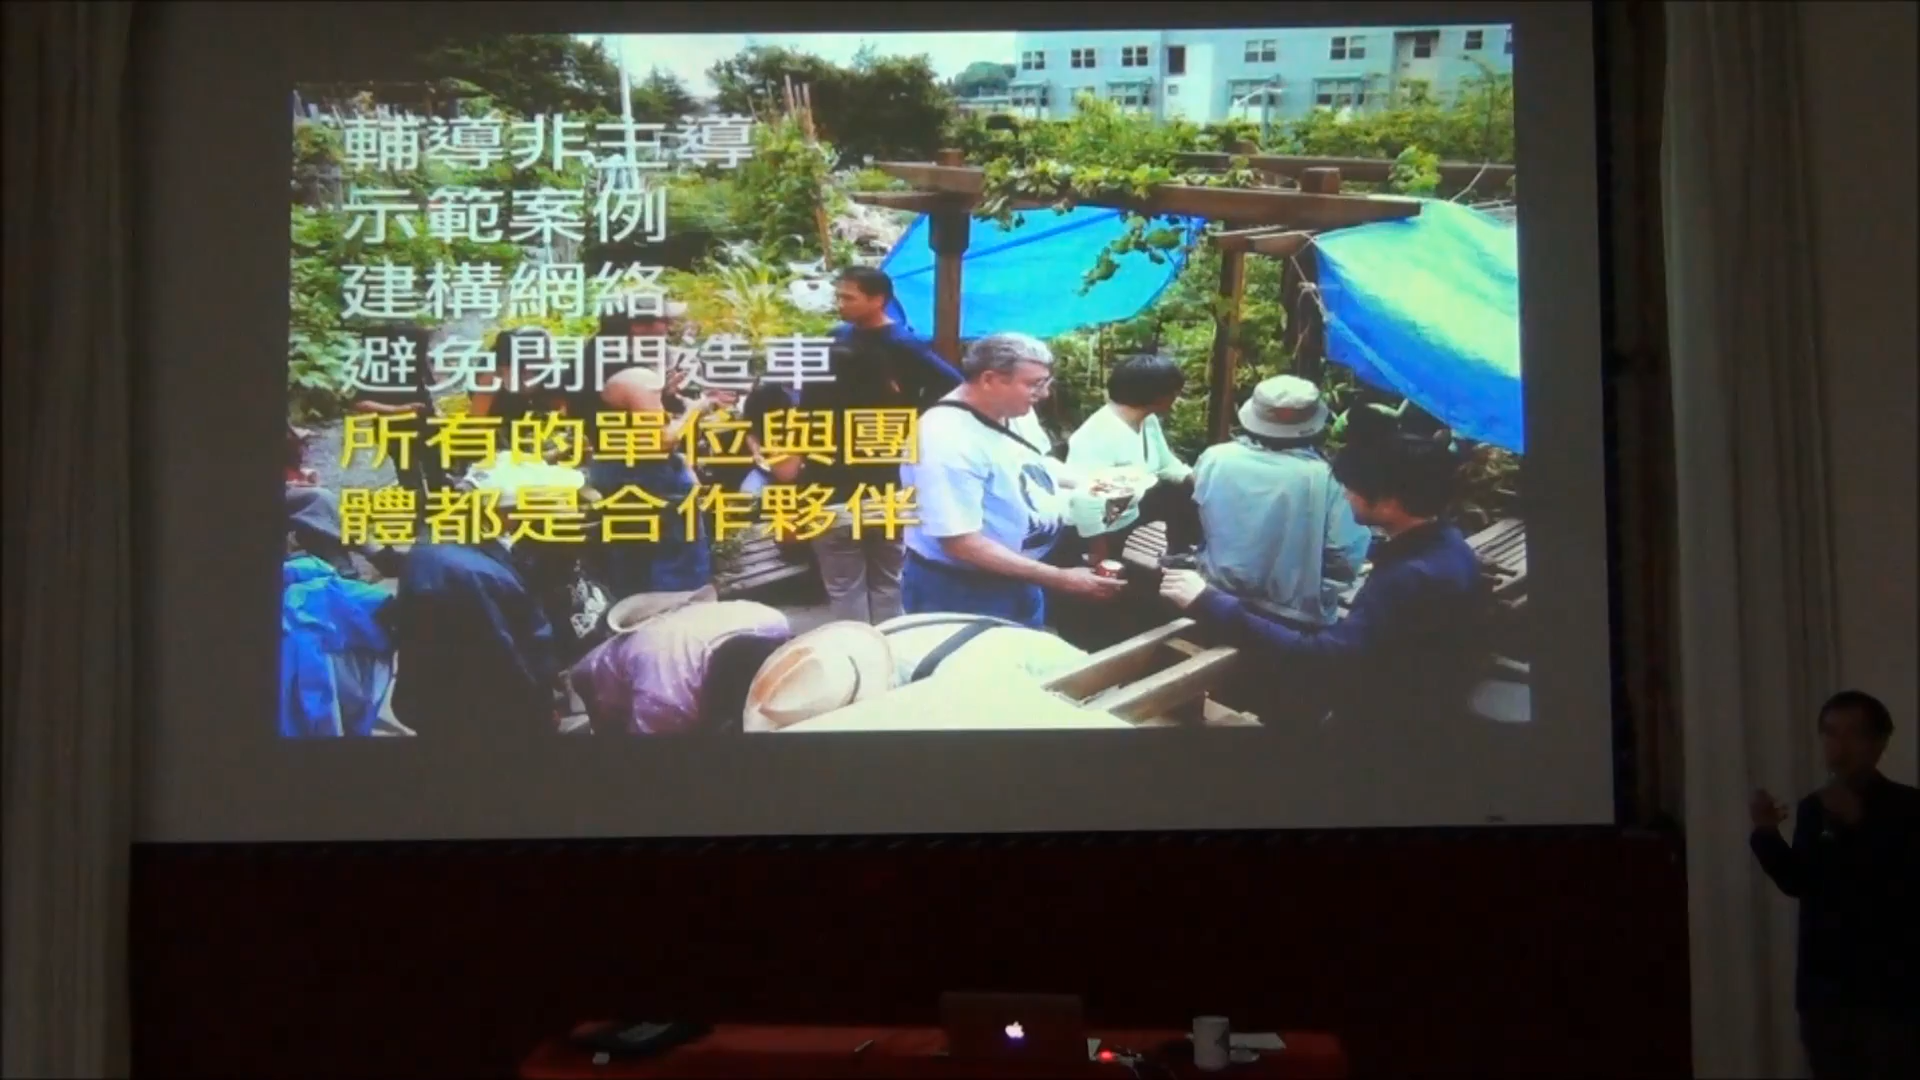 輔導非主導
示範案例
建構網絡
避免閉門造車
所有的單位與團
體都是合作夥伴